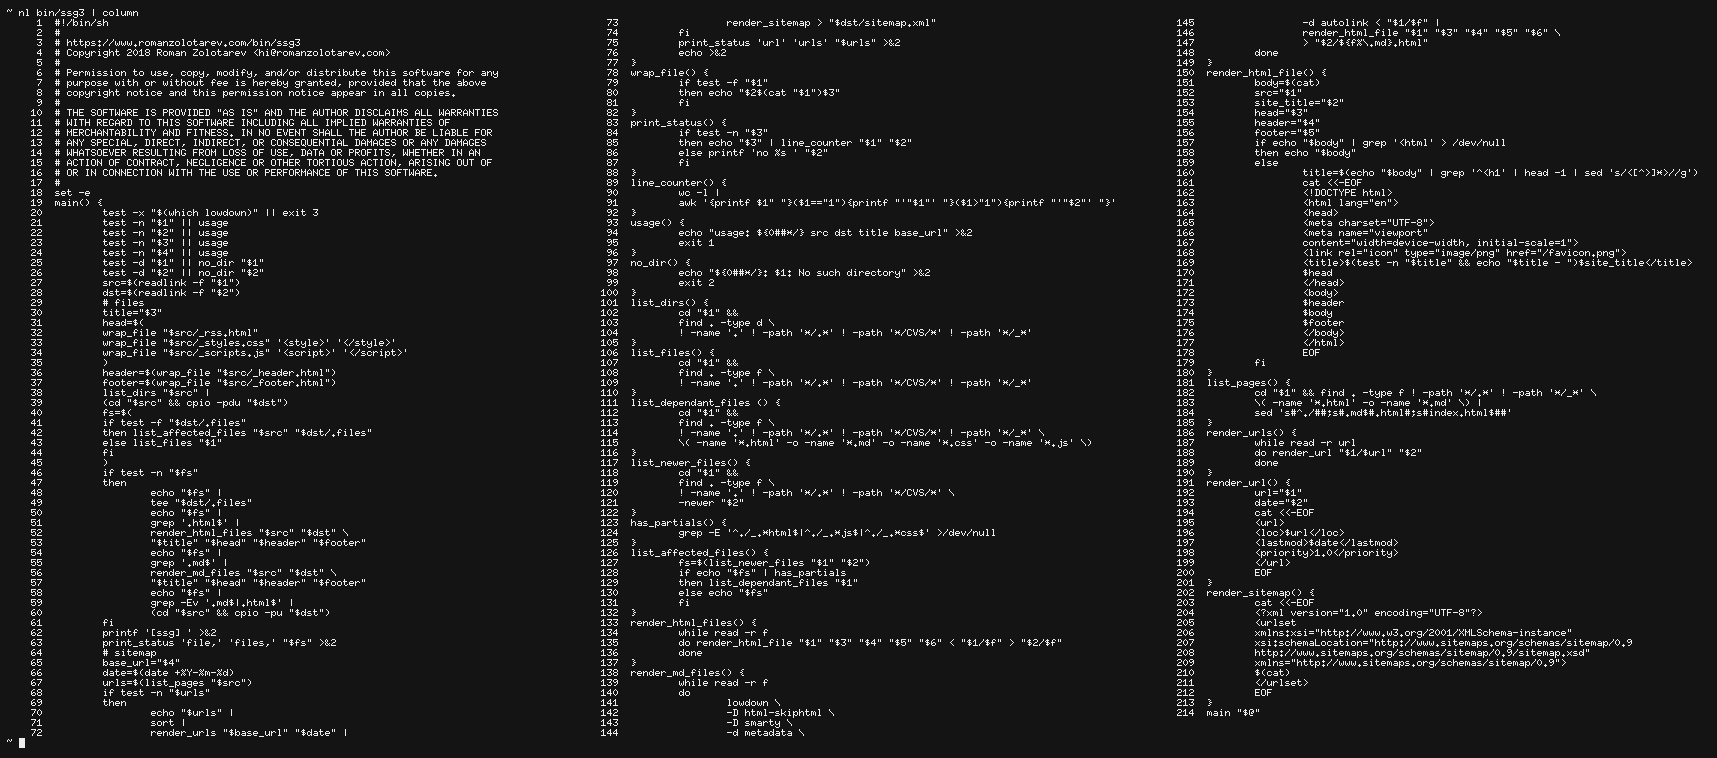 ~ nl bin/ssg3 | column
1 #!/bin/sh
2 #
3 # https://www.romanzolotarev.com/bin/ssg3
4 # Copyright 2018 Roman Zolotarev <hi@romanzolotarev.com>
5 #
6 # Permission to use, copy, modify, and/or distribute this software for any
7 # purpose with or without fee is hereby granted, provided that the above
8 # copyright notice and this permission notice appear in all copies.
9 #
10 # THE SOFTWARE IS PROVIDED "AS IS" AND THE AUTHOR DISCLAIMS ALL WARRANTIES
11 # WITH REGARD TO THIS SOFTWARE INCLUDING ALL IMPLIED WARRANTIES OF
12 # MERCHANTABILITY AND FITNESS. IN NO EVENT SHALL THE AUTHOR BE LIABLE FOR
13 # ANY SPECIAL, DIRECT, INDIRECT, OR CONSEQUENTIAL DAMAGES OR ANY DAMAGES
14 # WHATSOEVER RESULTING FROM LOSS OF USE, DATA OR PROFITS, WHETHER IN AN
15 # ACTION OF CONTRACT, NEGLIGENCE OR OTHER TORTIOUS ACTION, ARISING OUT OF
16 # OR IN CONNECTION WITH THE USE OR PERFORMANCE OF THIS SOFTWARE.
17 #
18 set -e
19 main() {
20 test -x "$(which lowdown)" || exit 3
21 test -n "$1" || usage
22 test -n "$2" || usage
23 test -n "$3" || usage
24 test -n "$4" || usage
25 test -d "$1" || no_dir "$1"
26 test -d "$2" || no_dir "$2"
27 src=$(readlink -f "$1")
28 dst=$(readlink -f "$2")
29 # files
30 title="$3"
31 head=$(
32 wrap_file "$src/_rss.html"
33 wrap_file "$src/_styles.css" '<style>' '</style>'
34 wrap_file "$src/_scripts.js" '<script>' '</script>'
35 )
36 header=$(wrap_file "$src/_header.html")
37 footer=$(wrap_file "$src/_footer.html")
38 list_dirs "$src" |
39 (cd "$src" && cpio -pdu "$dst")
40 fs=$(
41 if test -f "$dst/.files"
42 then list_affected_files "$src" "$dst/.files"
43 else list_files "$1"
44 fi
45 )
46 if test -n "$fs"
47 then
48 echo "$fs" |
49 tee "$dst/.files"
50 echo "$fs" |
51 grep '.html$' |
52 render_html_files "$src" "$dst" \
53 "$title" "$head" "$header" "$footer"
54 echo "$fs" |
55 grep '.md$' |
56 render_md_files "$src" "$dst" \
57 "$title" "$head" "$header" "$footer"
58 echo "$fs" |
59 grep -Ev '.md$|.html$' |
60 (cd "$src" && cpio -pu "$dst")
61 fi
62 printf '[ssg] ' >&2
63 print_status 'file,' 'files,' "$fs" >&2
64 # sitemap
65 base_url="$4"
66 date=$(date +%Y-%m-%d)
67 urls=$(list_pages "$src")
68 if test -n "$urls"
69 then
70 echo "$urls" |
71 sort |
72 render_urls "$base_url" "$date" |
73 render_sitemap > "$dst/sitemap.xml"
74 fi
75 print_status 'url' 'urls' "$urls" >&2
76 echo >&2
77 }
78 wrap_file() {
79 if test -f "$1"
80 then echo "$2$(cat "$1")$3"
81 fi
82 }
83 print_status() {
84 if test -n "$3"
85 then echo "$3" | line_counter "$1" "$2"
86 else printf 'no %s ' "$2"
87 fi
88 }
89 line_counter() {
90 wc -l |
91 awk '{printf $1" "}($1=="1"){printf "'"$1"' "}($1>"1"){printf "'"$2"' "}'
92 }
93 usage() {
94 echo "usage: ${0##*/} src dst title base_url" >&2
95 exit 1
96 }
97 no_dir() {
98 echo "${0##*/}: $1: No such directory" >&2
99 exit 2
100 }
101 list_dirs() {
102 cd "$1" &&
103 find . -type d \
104 ! -name '.' ! -path '*/.*' ! -path '*/CVS/*' ! -path '*/_*'
105 }
106 list_files() {
107 cd "$1" &&
108 find . -type f \
109 ! -name '.' ! -path '*/.*' ! -path '*/CVS/*' ! -path '*/_*'
110 }
111 list_dependant_files () {
112 cd "$1" &&
113 find . -type f \
114 ! -name '.' ! -path '*/.*' ! -path '*/CVS/*' ! -path '*/_*' \
115 \( -name '*.html' -o -name '*.md' -o -name '*.css' -o -name '*.js' \)
116 }
117 list_newer_files() {
118 cd "$1" &&
119 find . -type f \
120 ! -name '.' ! -path '*/.*' ! -path '*/CVS/*' \
121 -newer "$2"
122 }
123 has_partials() {
124 grep -E '^./_.*html$|^./_.*js$|^./_.*css$' >/dev/null
125 }
126 list_affected_files() {
127 fs=$(list_newer_files "$1" "$2")
128 if echo "$fs" | has_partials
129 then list_dependant_files "$1"
130 else echo "$fs"
131 fi
132 }
133 render_html_files() {
134 while read -r f
135 do render_html_file "$1" "$3" "$4" "$5" "$6" < "$1/$f" > "$2/$f"
136 done
137 }
138 render_md_files() {
139 while read -r f
140 do
141 lowdown \
142 -D html-skiphtml \
143 -D smarty \
144 -d metadata \
145 -d autolink < "$1/$f" |
146 render_html_file "$1" "$3" "$4" "$5" "$6" \
147 > "$2/${f%\.md}.html"
148 done
149 }
150 render_html_file() {
151 body=$(cat)
152 src="$1"
153 site_title="$2"
154 head="$3"
155 header="$4"
156 footer="$5"
157 if echo "$body" | grep '<html' > /dev/null
158 then echo "$body"
159 else
160 title=$(echo "$body" | grep '^<h1' | head -1 | sed 's/<[^>]*>//g')
161 cat <<-EOF
162 <!DOCTYPE html>
163 <html lang="en">
164 <head>
165 <meta charset="UTF-8">
166 <meta name="viewport"
167 content="width=device-width, initial-scale=1">
168 <link rel="icon" type="image/png" href="/favicon.png">
169 <title>$(test -n "$title" && echo "$title - ")$site_title</title>
170 $head
171 </head>
172 <body>
173 $header
174 $body
175 $footer
176 </body>
177 </html>
178 EOF
179 fi
180 }
181 list_pages() {
182 cd "$1" && find . -type f ! -path '*/.*' ! -path '*/_*' \
183 \( -name '*.html' -o -name '*.md' \) |
184 sed 's#^./##;s#.md$#.html#;s#index.html$##'
185 }
186 render_urls() {
187 while read -r url
188 do render_url "$1/$url" "$2"
189 done
190 }
191 render_url() {
192 url="$1"
193 date="$2"
194 cat <<-EOF
195 <url>
196 <loc>$url</loc>
197 <lastmod>$date</lastmod>
198 <priority>1.0</priority>
199 </url>
200 EOF
201 }
202 render_sitemap() {
203 cat <<-EOF
204 <?xml version="1.0" encoding="UTF-8"?>
205 <urlset
206 xmlns:xsi="http://www.w3.org/2001/XMLSchema-instance"
207 xsi:schemaLocation="http://www.sitemaps.org/schemas/sitemap/0.9
208 http://www.sitemaps.org/schemas/sitemap/0.9/sitemap.xsd"
209 xmlns="http://www.sitemaps.org/schemas/sitemap/0.9">
210 $(cat)
211 </urlset>
212 EOF
213 }
214 main "$@"
~